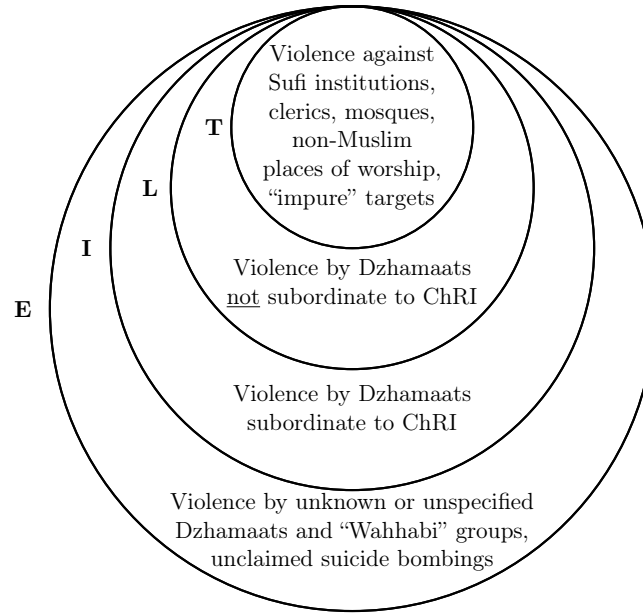 Violence against
Sufi institutions,
clerics, mosques,
T
non-Muslim
places of worship,
“impure” targets
L
Violence by Dzhamaats
I
not subordinate to ChRI
E
Violence by Dzhamaats
subordinate to ChRI
Violence by unknown or unspecified
Dzhamaats and “Wahhabi” groups,
unclaimed suicide bombings